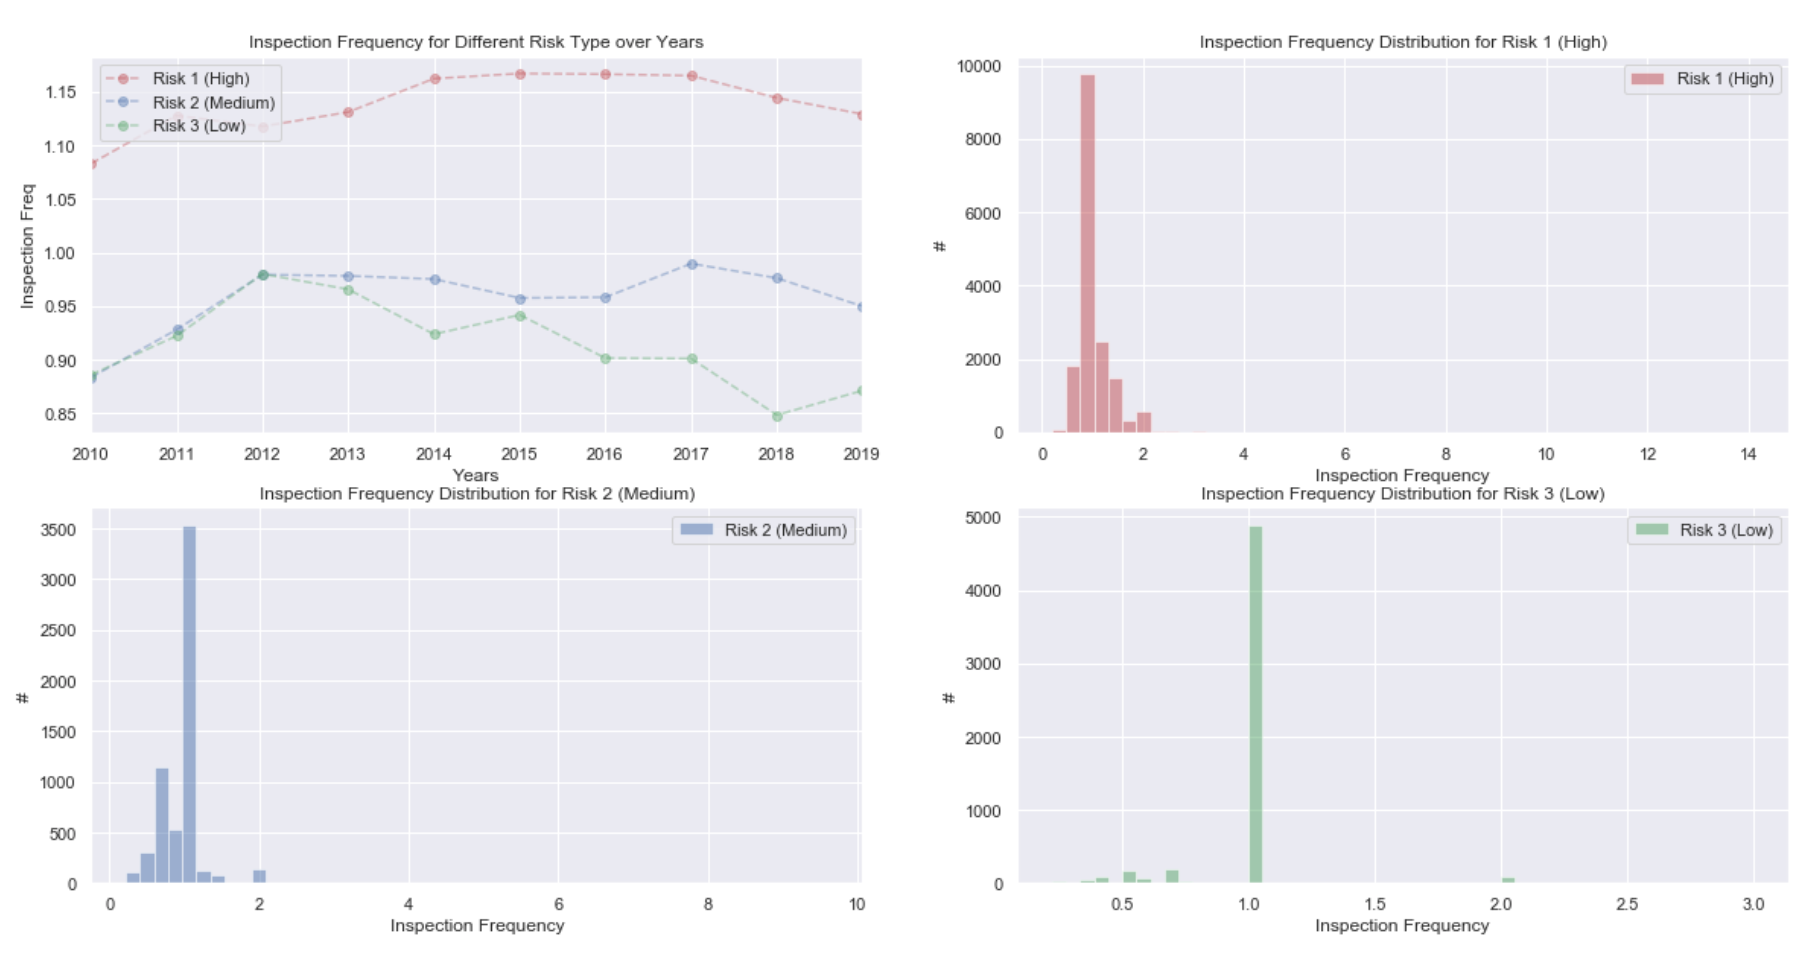 Inspection Frequency for Different Risk Type over Years
Risk 1 (High)
Risk 2 (Medium)
Risk 3 (Low)
1.15
1.10
1.05
1.00
0.95
0.90
0.85
Inspection Freq
2010 2011 2012 2013 2014 2015 2016 2017 2018 2019
Years
Inspection Frequency Distribution for Risk 1 (High)
Risk 1 (High)
10000
8000
6000
4000
2000
0
#
0 2 4 6 8 10 12 14
Inspection Frequency
Inspection Frequency Distribution for Risk 2 (Medium)
Risk 2 (Medium)
3500
3000
2500
2000
1500
1000
500
0
#
0 2 4 6 8 10
Inspection Frequency
Inspection Frequency Distribution for Risk 3 (Low)
Risk 3 (Low)
5000
4000
3000
2000
1000
0
#
0.5 1.0 1.5 2.0 2.5 3.0
Inspection Frequency